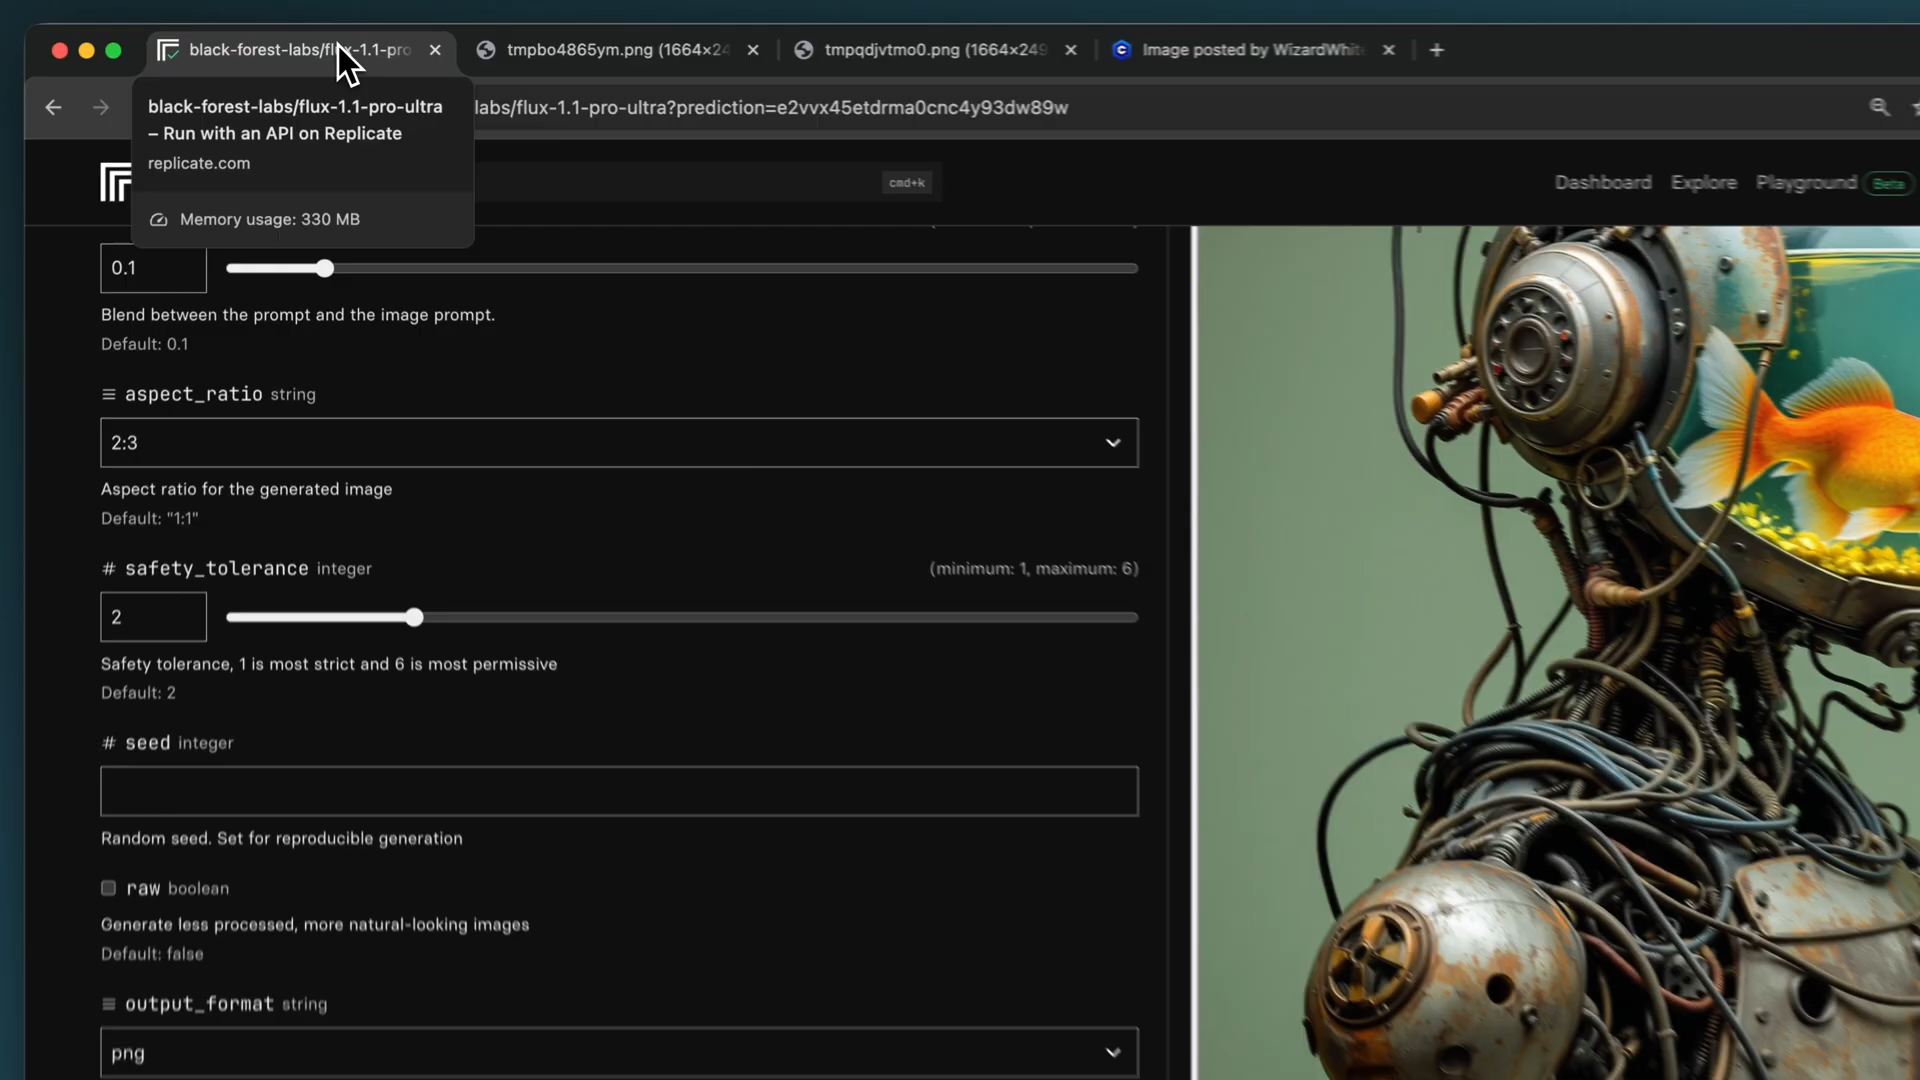 black-forest-labs/flux-1.1-pro
tmpbo4865ym.png (1664×24
tmpqdjvtmo0.png (1664×249
Image posted by WizardWhite
black-forest-labs/flux-1.1-pro-ultra
– Run with an API on Replicate
replicate.com
Memory usage: 330 MB
labs/flux-1.1-pro-ultra?prediction=e2vvx45etdrma0cnc4y93dw89w
cmd+k
Dashboard
Explore
Playground
Beta
0.1
Blend between the prompt and the image prompt.
Default: 0.1
aspect_ratio string
2:3
Aspect ratio for the generated image
Default: "1:1"
# safety_tolerance integer
(minimum: 1, maximum: 6)
2
Safety tolerance, 1 is most strict and 6 is most permissive
Default: 2
# seed integer
Random seed. Set for reproducible generation
raw boolean
Generate less processed, more natural-looking images
Default: false
output_format string
png